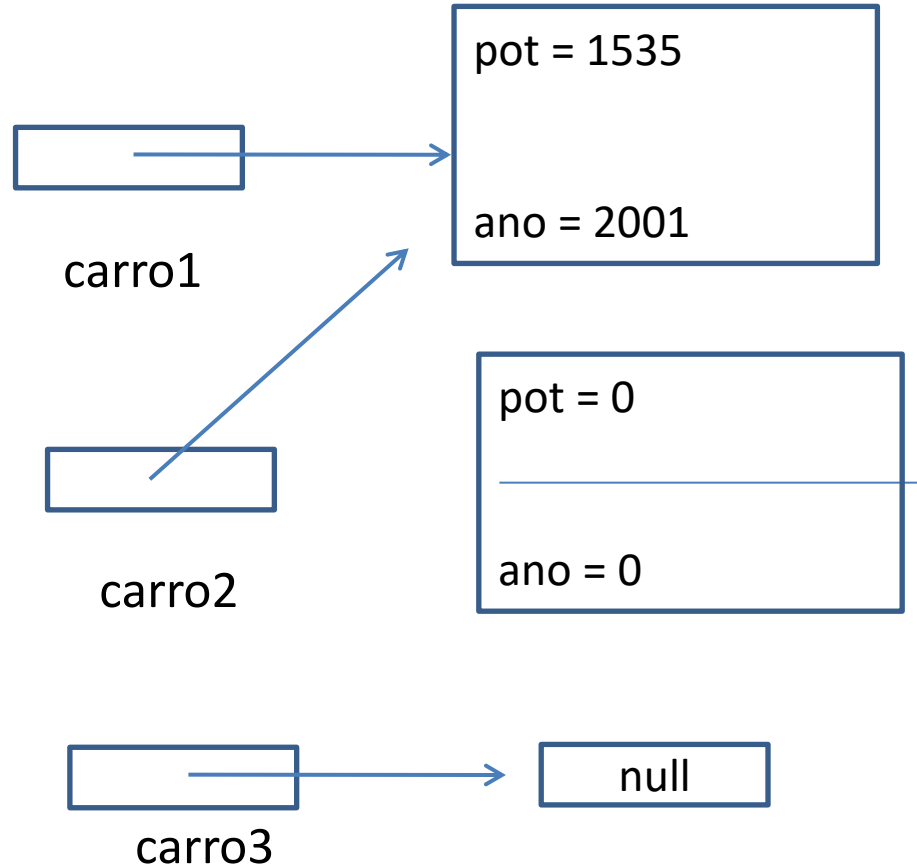 pot = 1535
ano = 2001
carro1
pot = 0
ano = 0
carro2
null
carro3